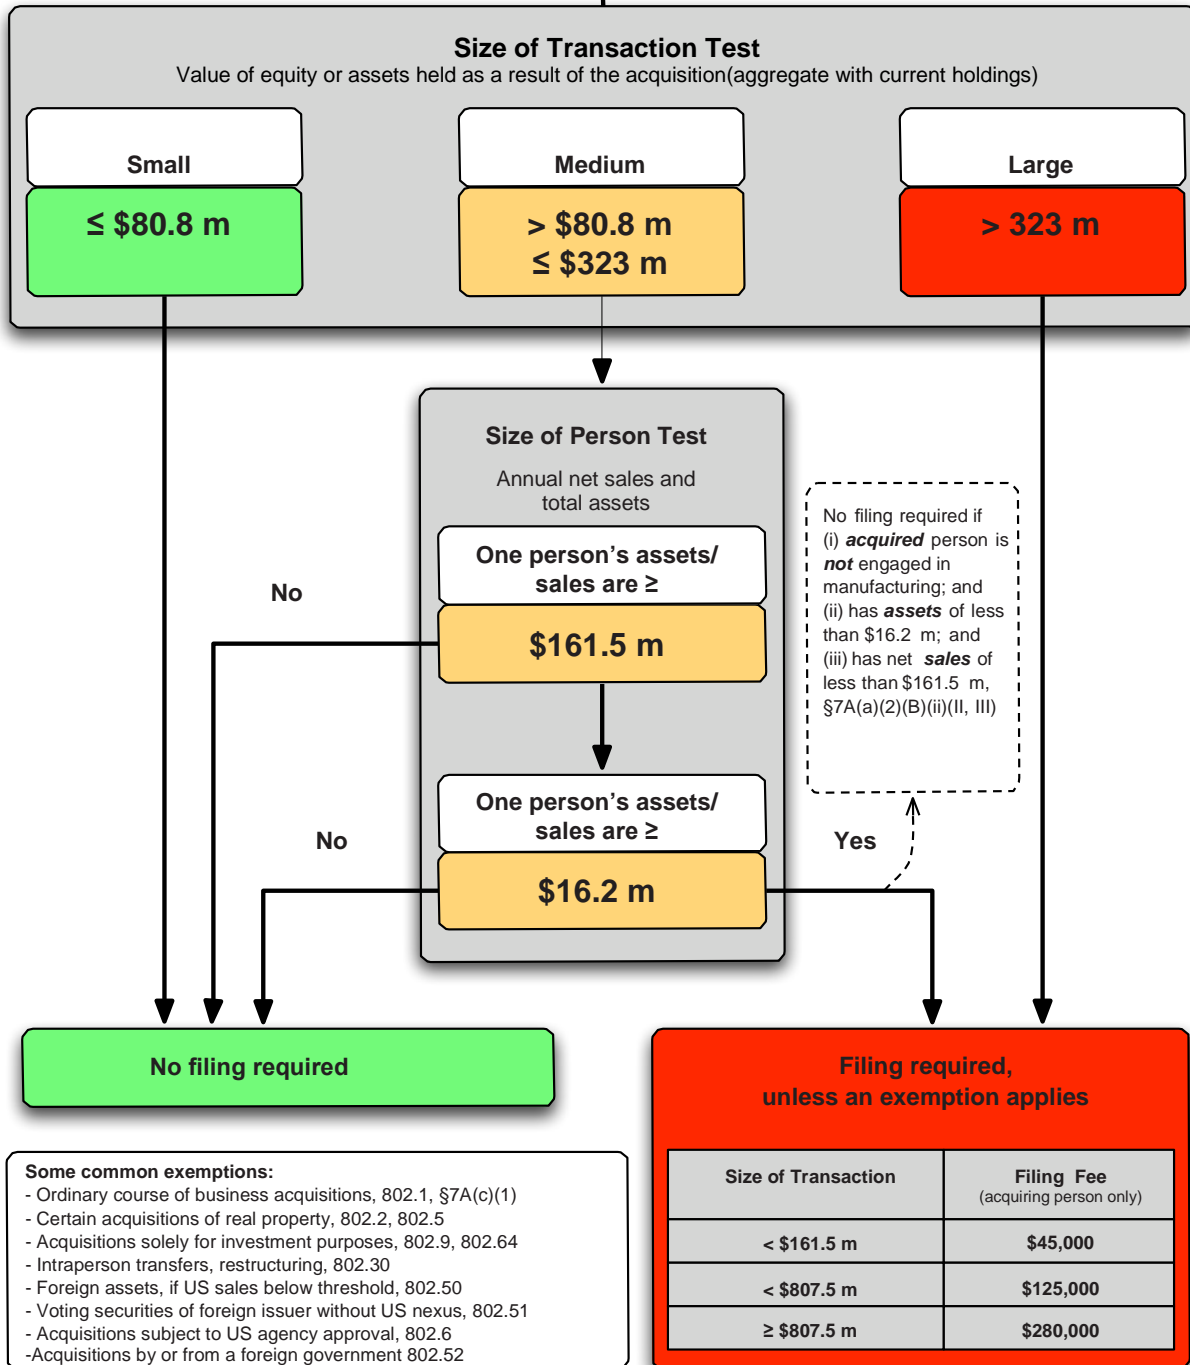 Size of Transaction Test
Value of equity or assets held as a result of the acquisition(aggregate with current holdings)
Small
≤ $80.8 m
Medium
> $80.8 m
≤ $323 m
Large
> 323 m
Size of Person Test
Annual net sales and
total assets
One person’s assets/
sales are ≥
$161.5 m
No
One person’s assets/
sales are ≥
$16.2 m
No
Yes
No filing required if
(i) acquired person is
not engaged in
manufacturing; and
(ii) has assets of less
than $16.2 m; and
(iii) has net sales of
less than $161.5 m,
§7A(a)(2)(B)(ii)(II, III)
No filing required
Filing required,
unless an exemption applies
Size of Transaction
Filing Fee
(acquiring person only)
< $161.5 m
$45,000
< $807.5 m
$125,000
≥ $807.5 m
$280,000
Some common exemptions:
- Ordinary course of business acquisitions, 802.1, §7A(c)(1)
- Certain acquisitions of real property, 802.2, 802.5
- Acquisitions solely for investment purposes, 802.9, 802.64
- Intraperson transfers, restructuring, 802.30
- Foreign assets, if US sales below threshold, 802.50
- Voting securities of foreign issuer without US nexus, 802.51
- Acquisitions subject to US agency approval, 802.6
-Acquisitions by or from a foreign government 802.52